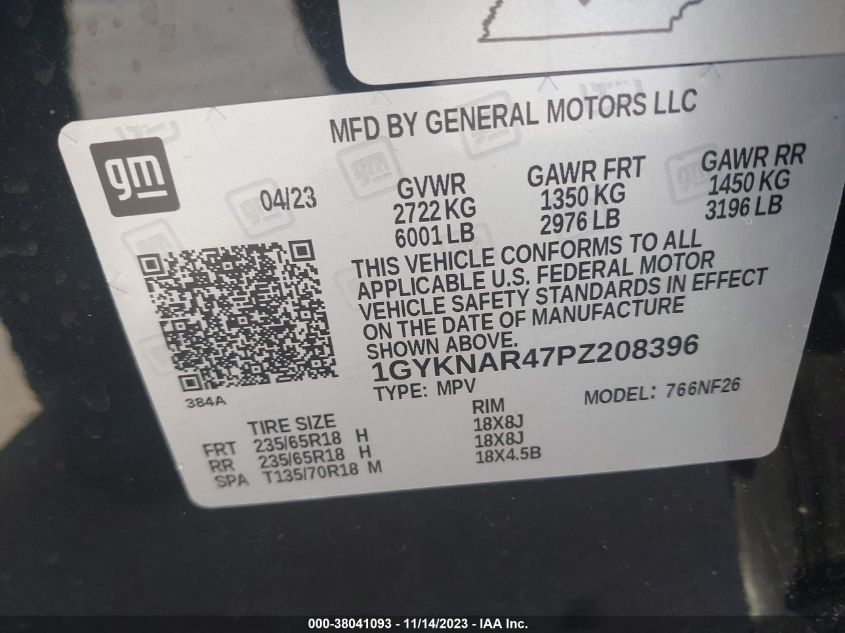 MFD BY GENERAL MOTORS LLC
gm
04/23
GVWR
2722 KG
6001 LB
GAWR FRT
1350 KG
2976 LB
GAWR RR
1450 KG
3196 LB
THIS VEHICLE CONFORMS TO ALL
APPLICABLE U.S. FEDERAL MOTOR
VEHICLE SAFETY STANDARDS IN EFFECT
ON THE DATE OF MANUFACTURE
SHOWN ABOVE.
1GYKNAR47PZ208396
TYPE: MPV
MODEL: 766NF26
384A
TIRE SIZE
RIM
FRT 235/65R18 H 18X8J
RR 235/65R18 H 18X8J
SPA T135/70R18 M 18X4.5B
000-38041093 - 11/14/2023 - IAAI, Inc.